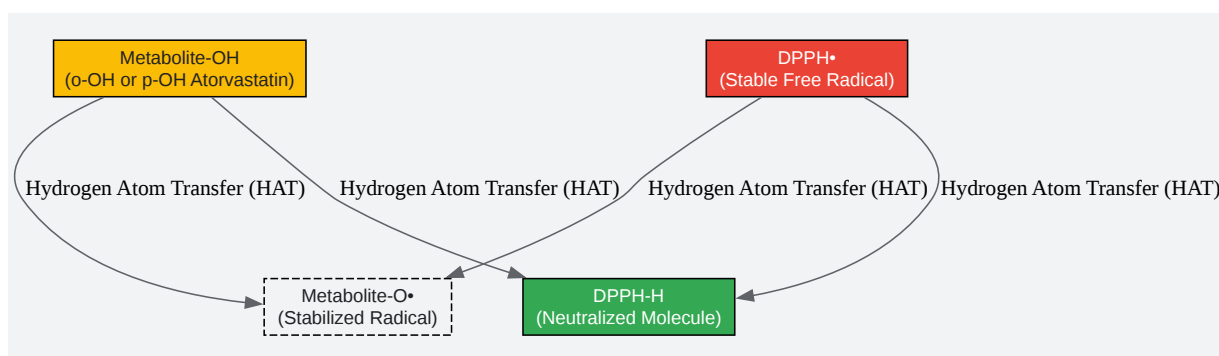 Metabolite-OH
(o-OH or p-OH Atorvastatin)
DPPH•
(Stable Free Radical)
Hydrogen Atom Transfer (HAT)
Hydrogen Atom Transfer (HAT)
Hydrogen Atom Transfer (HAT)
Hydrogen Atom Transfer (HAT)
Metabolite-O•
(Stabilized Radical)
DPPH-H
(Neutralized Molecule)